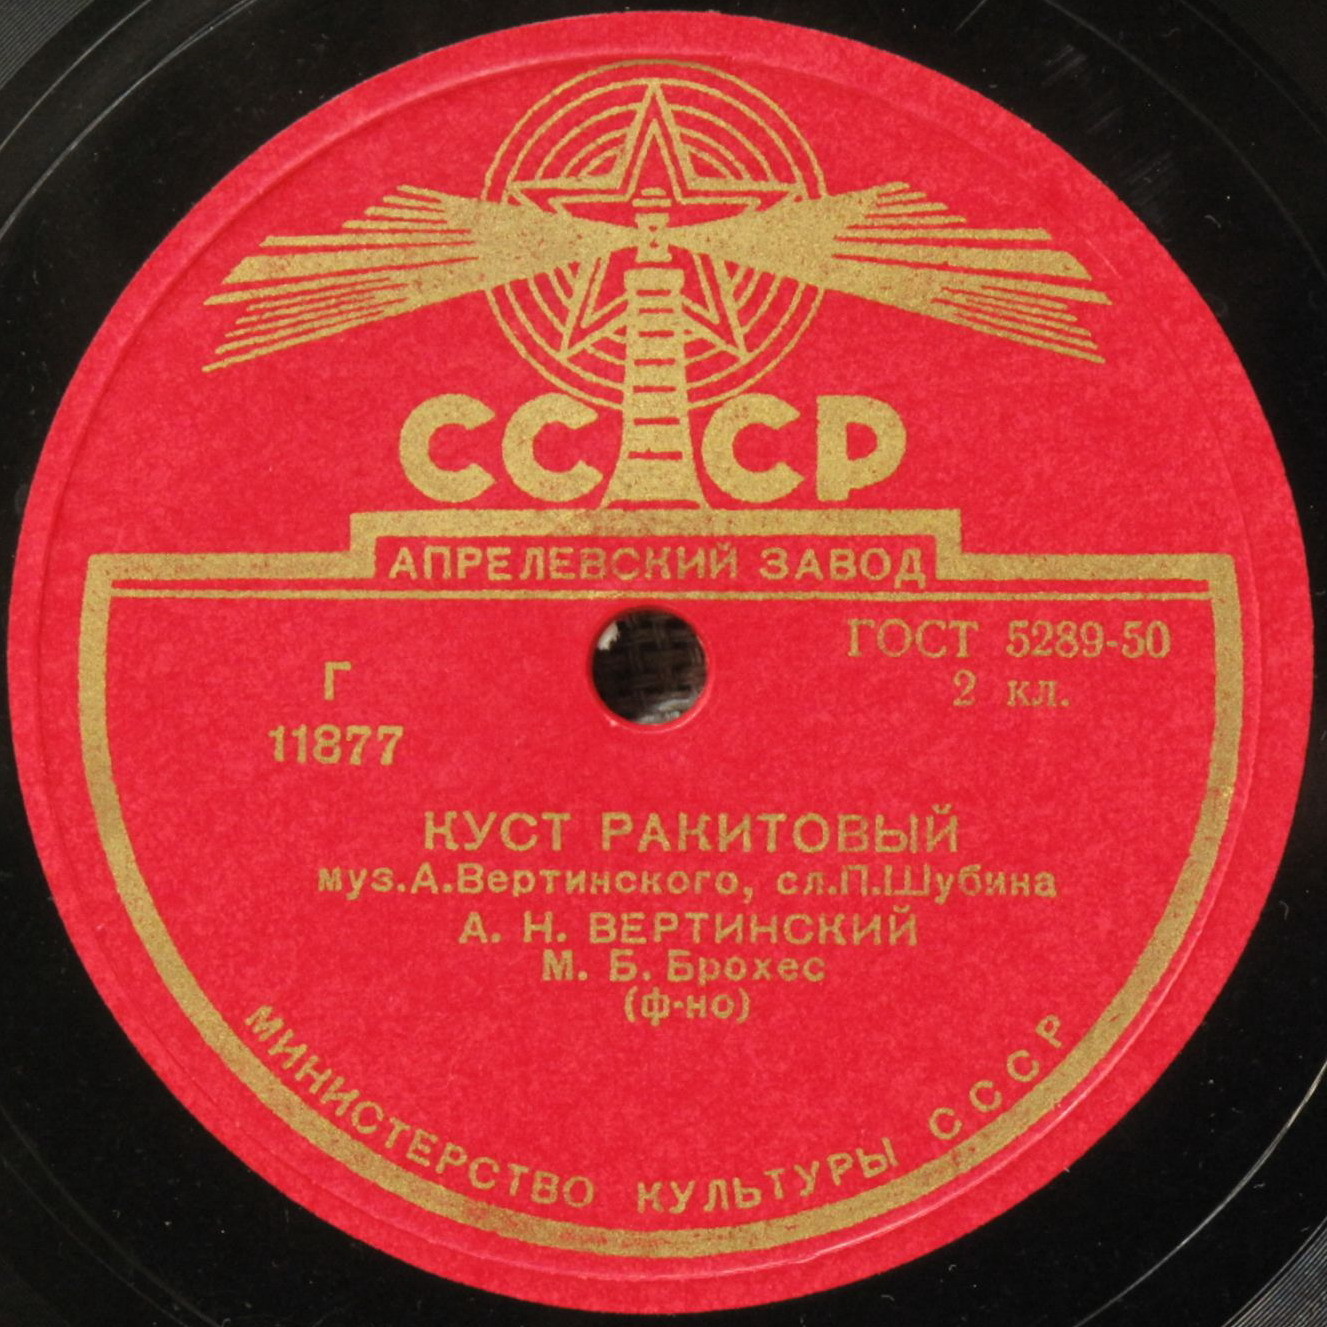 СССР
АПРЕЛЕВСКИЙ ЗАВОД
ГОСТ 5289-50
2 кл.
Г
11877
КУСТ РАКИТОВЫЙ
муз.А.Вертинского, сл.П.Шубина
А. Н. ВЕРТИНСКИЙ
М. Б. Брохес
(ф-но)
МИНИСТЕРСТВО КУЛЬТУРЫ СССР